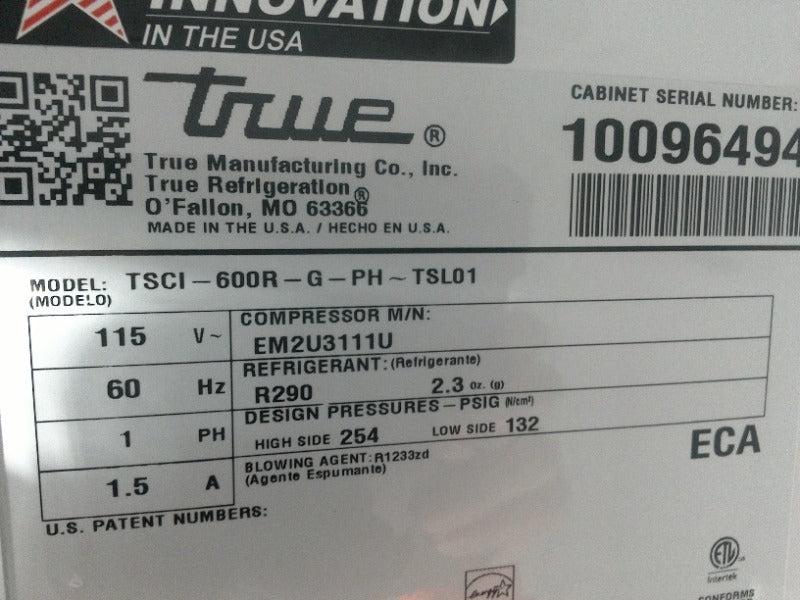 INNOVATION
IN THE USA
true®
True Manufacturing Co., Inc.
True Refrigeration®
O'Fallon, MO 63366
MADE IN THE U.S.A. / HECHO EN U.S.A.
CABINET SERIAL NUMBER:
10096494
MODEL: TSCI-600R-G-PH~TSL01
(MODELO)
115 V~
60 Hz
1 PH
1.5 A
COMPRESSOR M/N:
EM2U3111U
REFRIGERANT: (Refrigerante)
R290 2.3 oz. (g)
DESIGN PRESSURES-PSIG (N/cm²)
HIGH SIDE 254 LOW SIDE 132
BLOWING AGENT: R1233zd
(Agente Espumante)
ECA
U.S. PATENT NUMBERS:
ETL
Intertek
CONFORMS